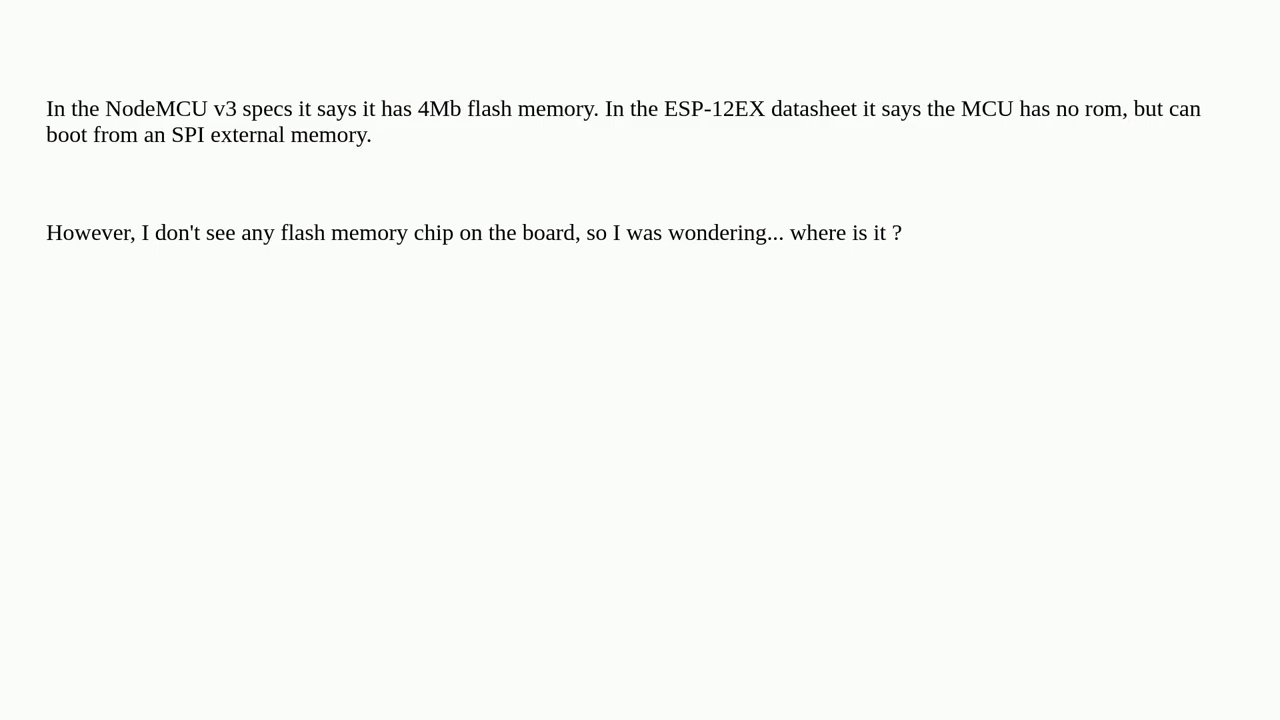 In the NodeMCU v3 specs it says it has 4Mb flash memory. In the ESP-12EX datasheet it says the MCU has no rom, but can
boot from an SPI external memory.
However, I don't see any flash memory chip on the board, so I was wondering... where is it ?